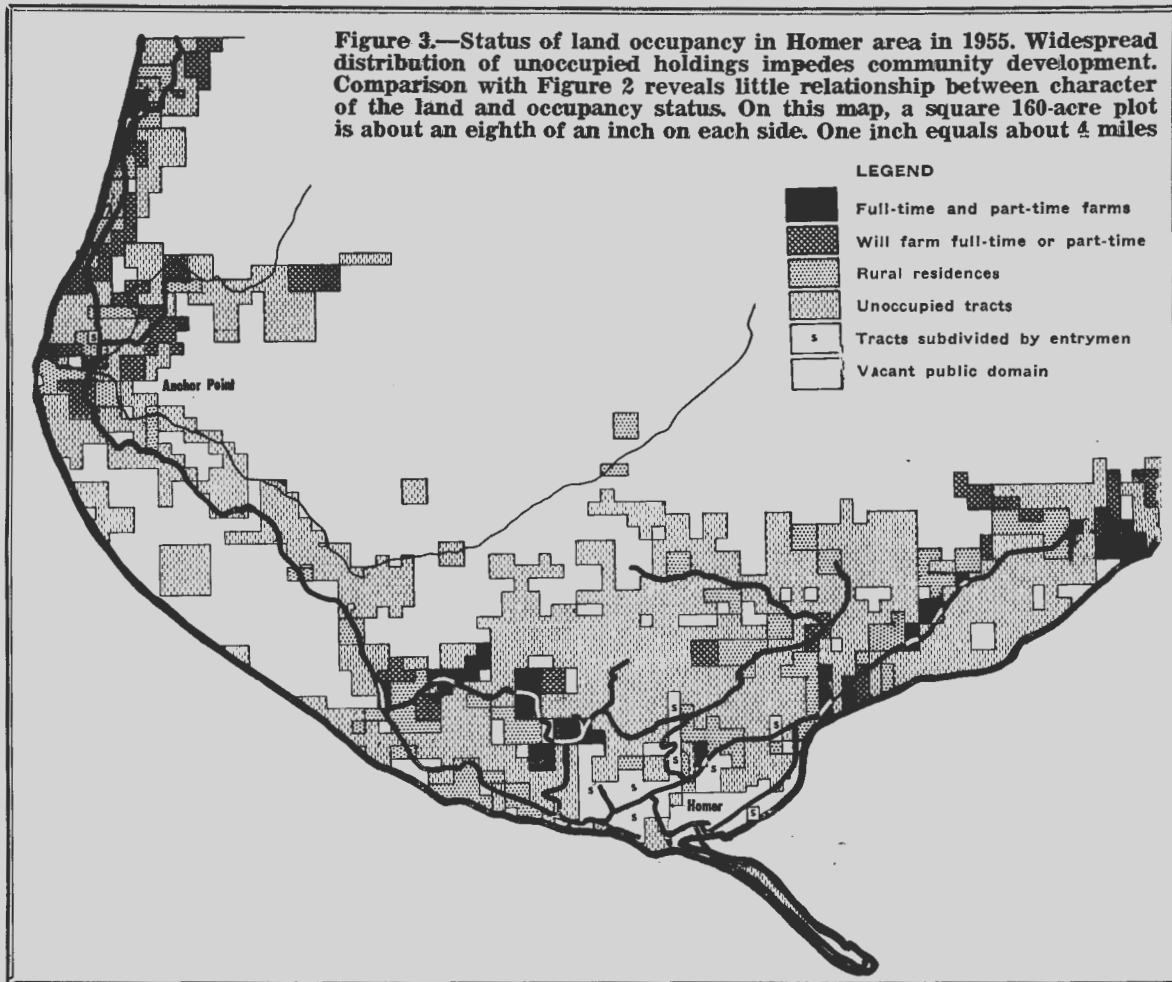 Figure 3.—Status of land occupancy in Homer area in 1955. Widespread
distribution of unoccupied holdings impedes community development.
Comparison with Figure 2 reveals little relationship between character
of the land and occupancy status. On this map, a square 160-acre plot
is about an eighth of an inch on each side. One inch equals about 4 miles
LEGEND
Full-time and part-time farms
Will farm full-time or part-time
Rural residences
Unoccupied tracts
s Tracts subdivided by entrymen
Vacant public domain
s
Anchor Point
s
s
s
s
s
s
Homer
s
s